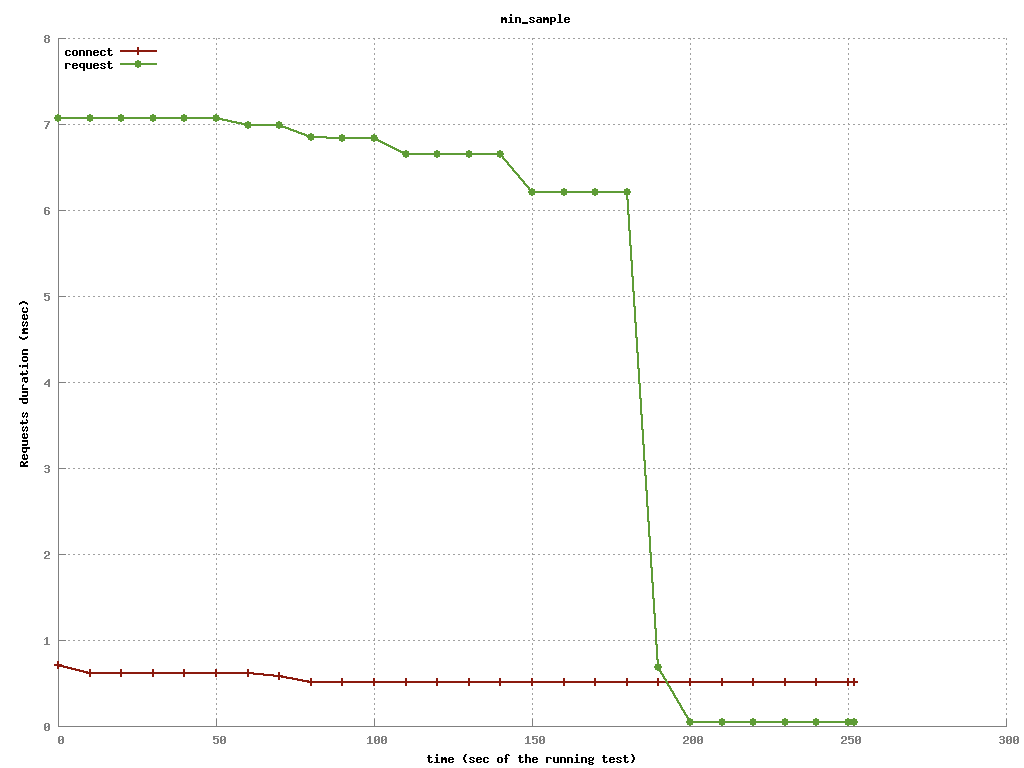 min_sample
8
connect
request
7
6
5
4
3
2
1
0
Requests duration (msec)
0 50 100 150 200 250 300
time (sec of the running test)